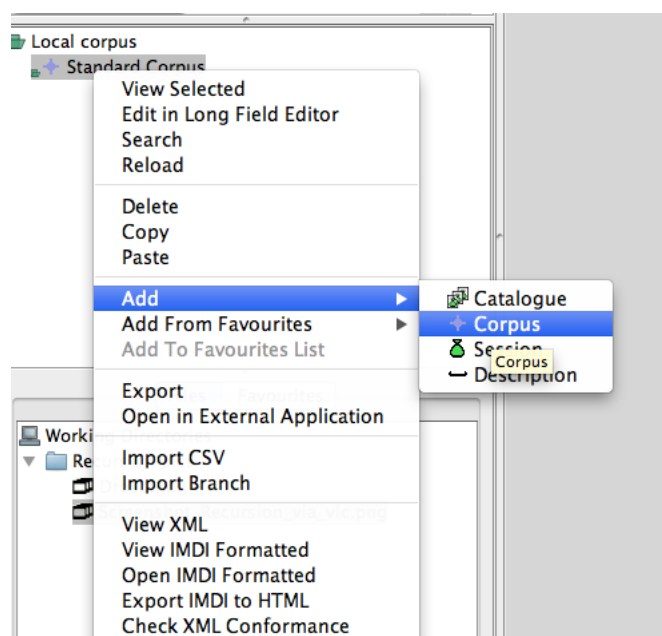 Local corpus
Standard Corpus
View Selected
Edit in Long Field Editor
Search
Reload
Delete
Copy
Paste
Add
Add From Favourites
Add To Favourites List
Catalogue
Corpus
Session
Corpus
Description
Export
Open in External Application
Favourites
Import CSV
Import Branch
Working Directories
View XML
View IMDI Formatted
Open IMDI Formatted
Export IMDI to HTML
Check XML Conformance